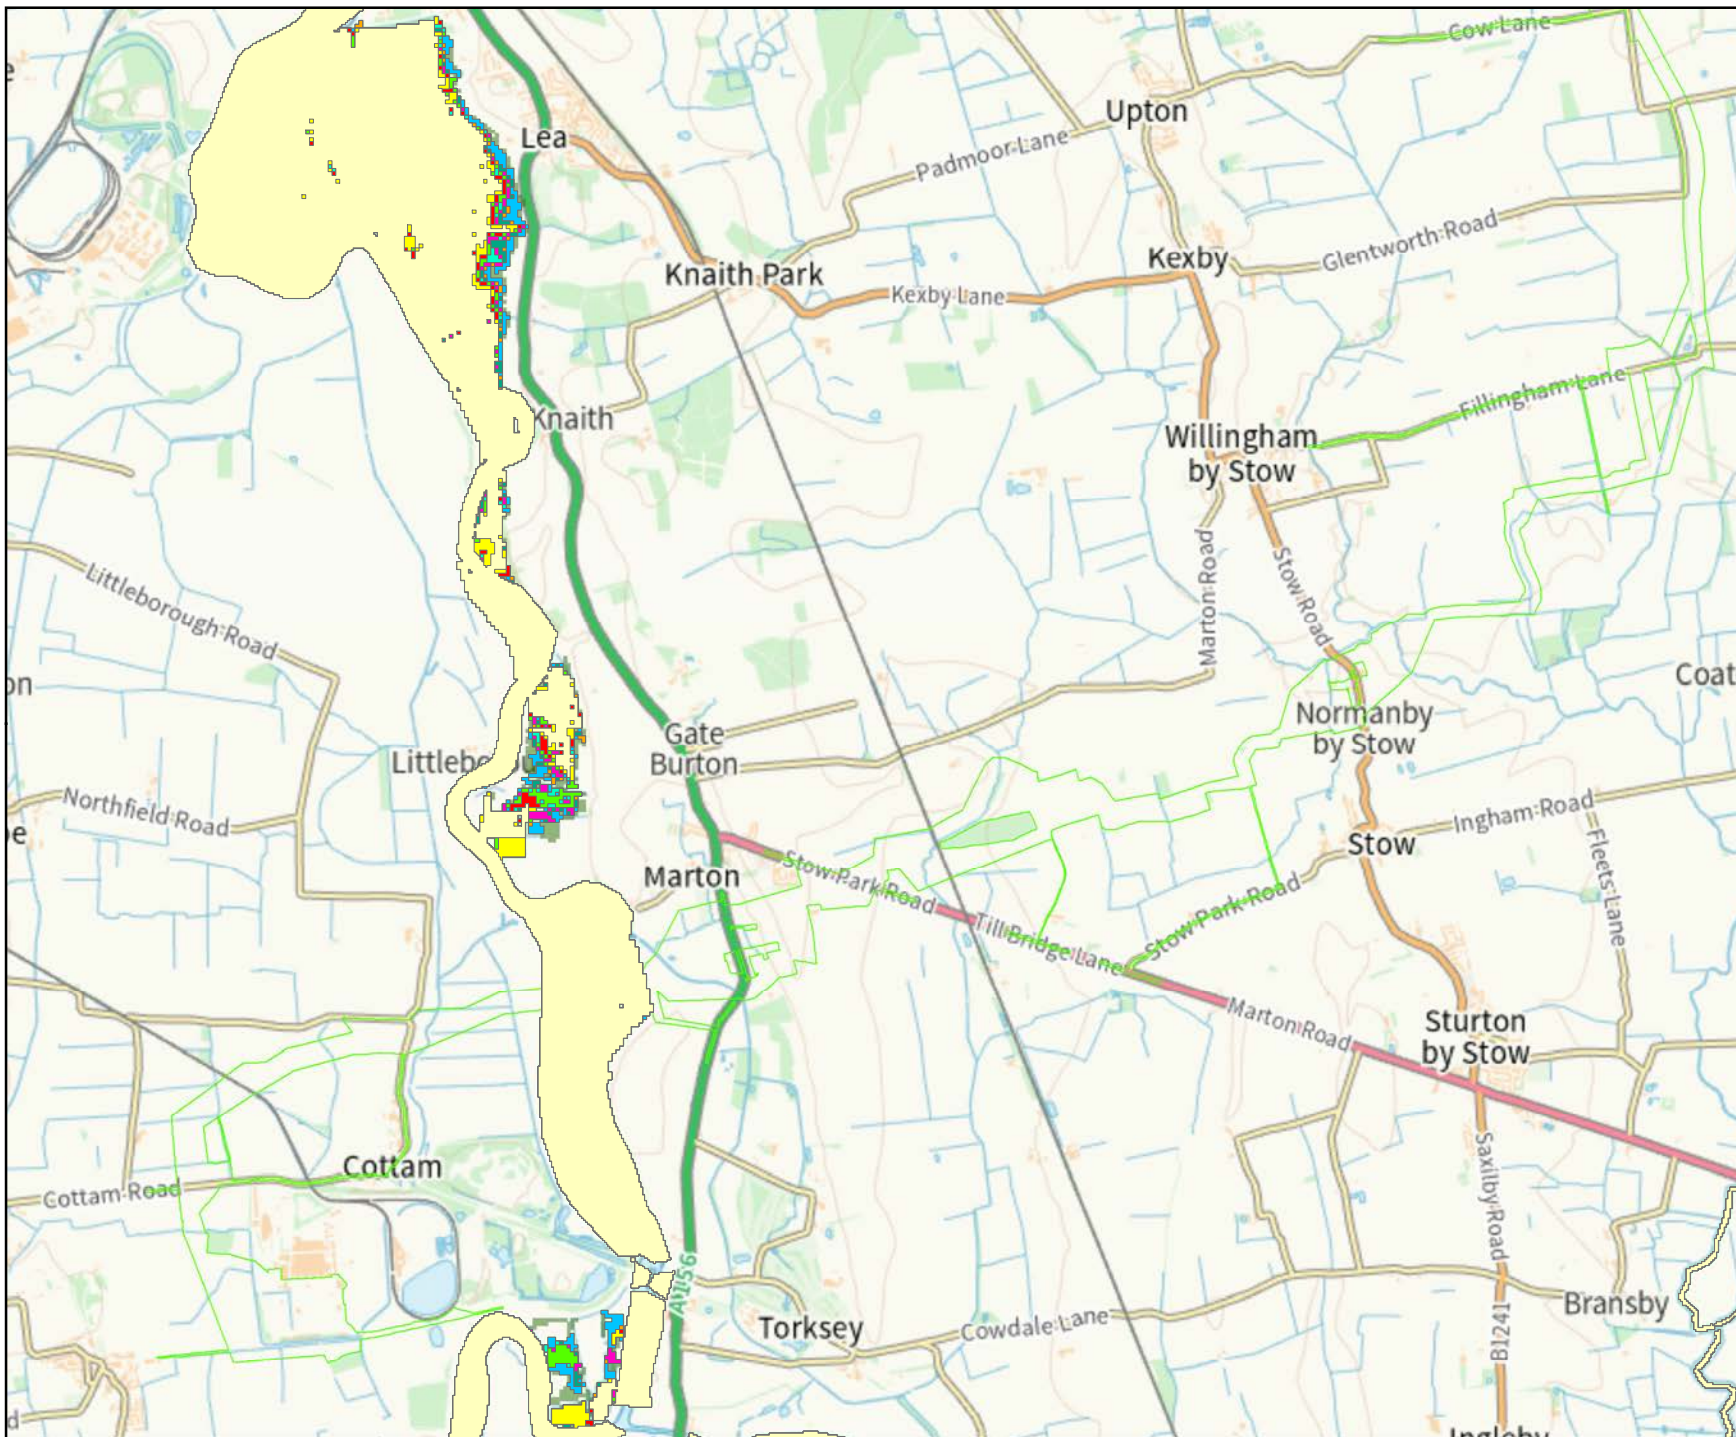 Cow Lane
Upton
Lea
Padmoor Lane
Glentworth Road
Kexby
Knaith Park
Kexby Lane
Fillingham Lane
Knaith
Willingham
by Stow
Marton Road
Stow Road
Littleborough Road
on
Coat
Normanby
by Stow
Gate
Burton
Northfield Road
Ingham Road
Stow
Fleets Lane
Stow Park Road
Marton
Stow Park Road
Till Bridge Lane
Marton Road
Sturton
by Stow
Cottam
Cottam Road
Saxilby Road
A156
Bransby
Torksey
Cowdale Lane
B1241